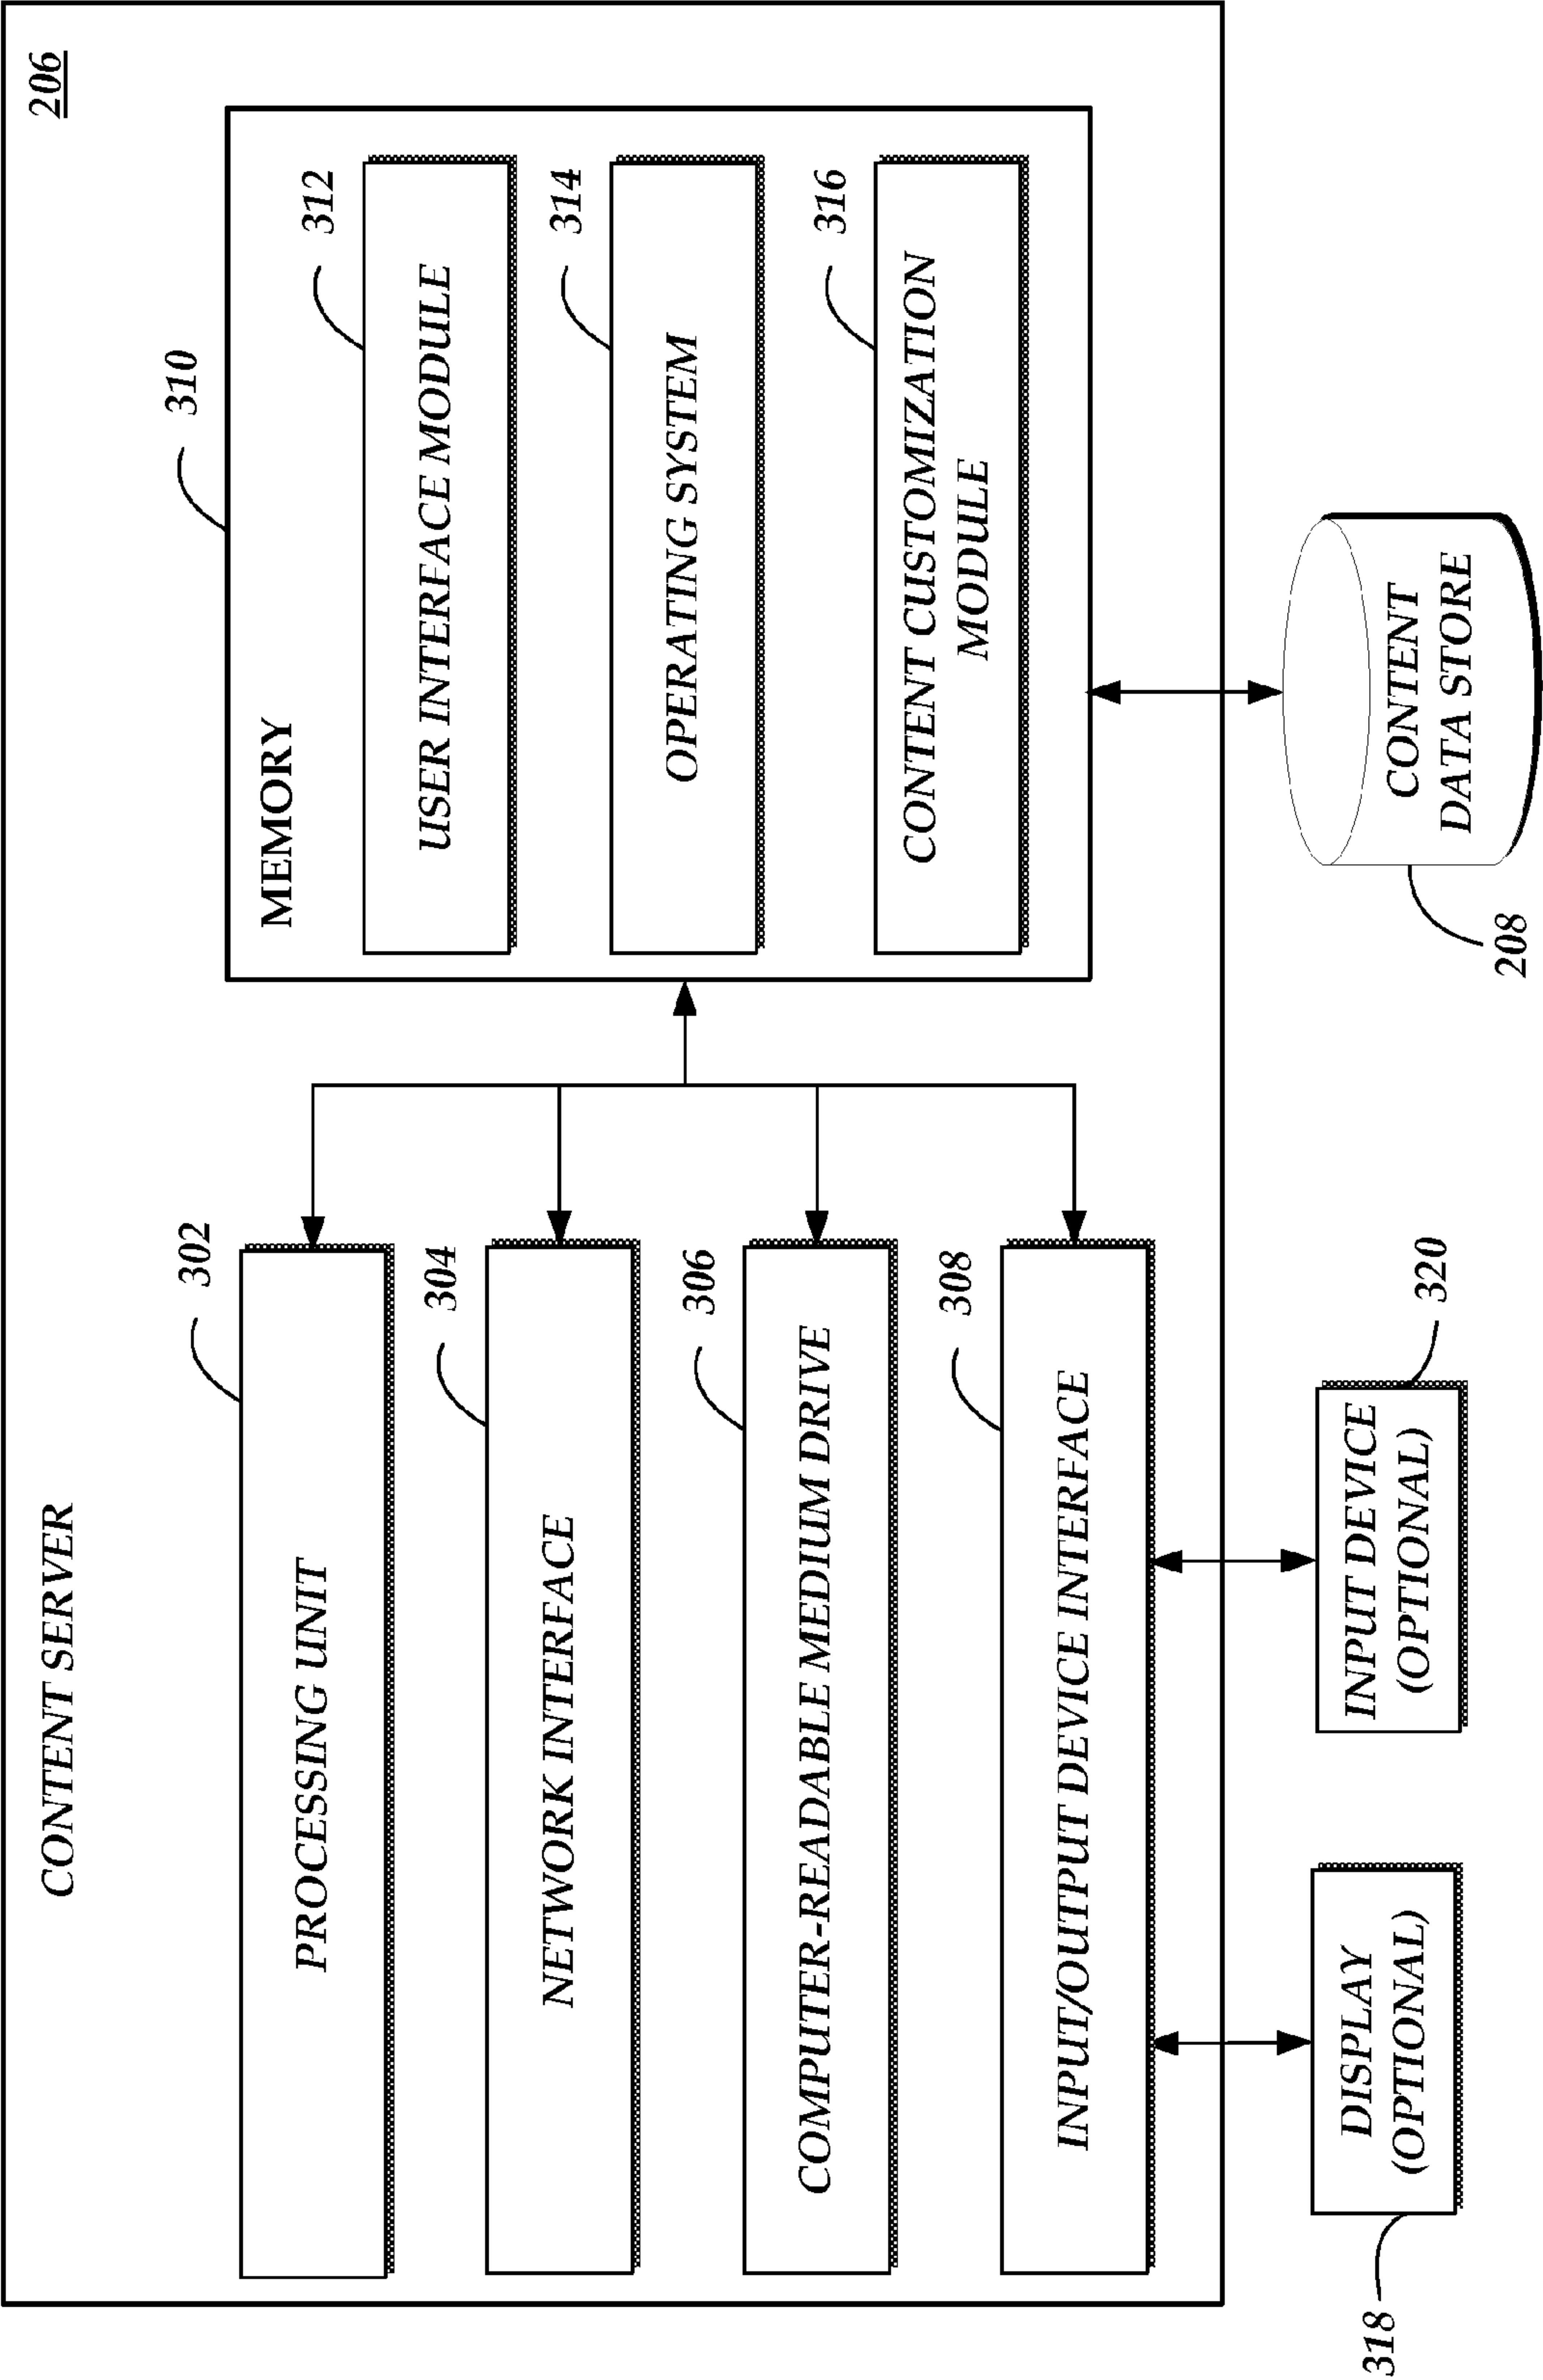 CONTENT SERVER
206
302
PROCESSING UNIT
304
NETWORK INTERFACE
306
COMPUTER-READABLE MEDIUM DRIVE
308
INPUT/OUTPUT DEVICE INTERFACE
310
MEMORY
312
USER INTERFACE MODULE
314
OPERATING SYSTEM
316
CONTENT CUSTOMIZATION
MODULE
318
DISPLAY
(OPTIONAL)
320
INPUT DEVICE
(OPTIONAL)
208
CONTENT
DATA STORE